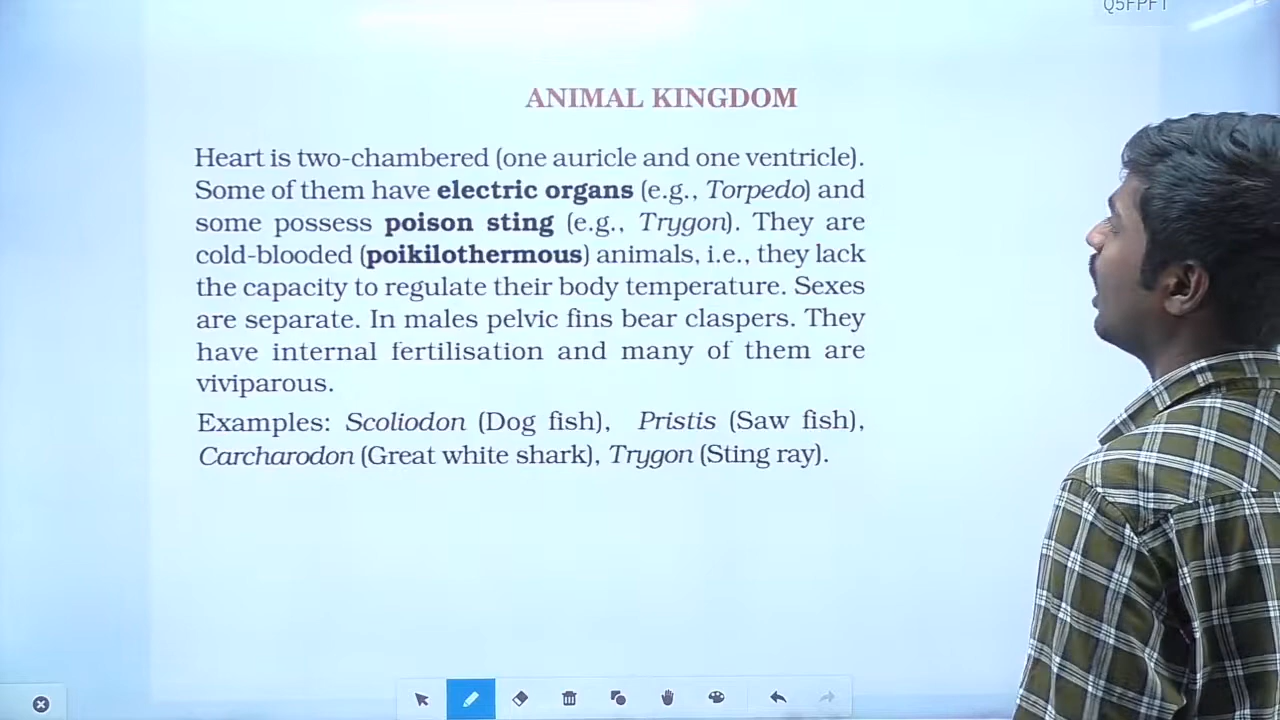 Q5FPFT
ANIMAL KINGDOM
Heart is two-chambered (one auricle and one ventricle).
Some of them have electric organs (e.g., Torpedo) and
some possess poison sting (e.g., Trygon). They are
cold-blooded (poikilothermous) animals, i.e., they lack
the capacity to regulate their body temperature. Sexes
are separate. In males pelvic fins bear claspers. They
have internal fertilisation and many of them are
viviparous.
Examples: Scoliodon (Dog fish), Pristis (Saw fish),
Carcharodon (Great white shark), Trygon (Sting ray).